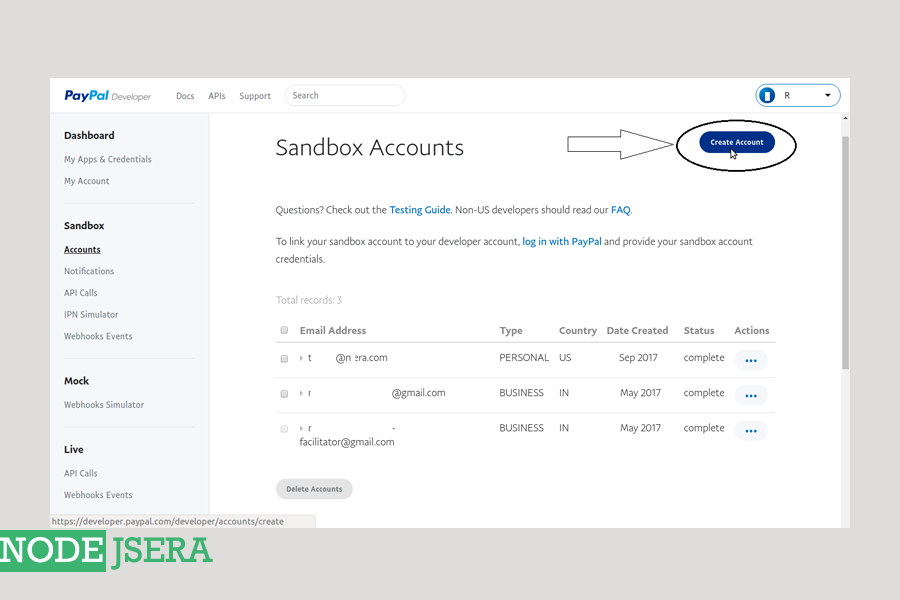 PayPal Developer
Docs APIs Support Search
R
Dashboard
My Apps & Credentials
My Account
Sandbox
Accounts
Notifications
API Calls
IPN Simulator
Webhooks Events
Mock
Webhooks Simulator
Live
API Calls
Webhooks Events
Sandbox Accounts
Create Account
Questions? Check out the Testing Guide. Non-US developers should read our FAQ.
To link your sandbox account to your developer account, log in with PayPal and provide your sandbox account
credentials.
Total records: 3
Email Address Type Country Date Created Status Actions
t @n era.com PERSONAL US Sep 2017 complete
r @gmail.com BUSINESS IN May 2017 complete
r - BUSINESS IN May 2017 complete
facilitator@gmail.com
Delete Accounts
https://developer.paypal.com/developer/accounts/create
NODE JSERA